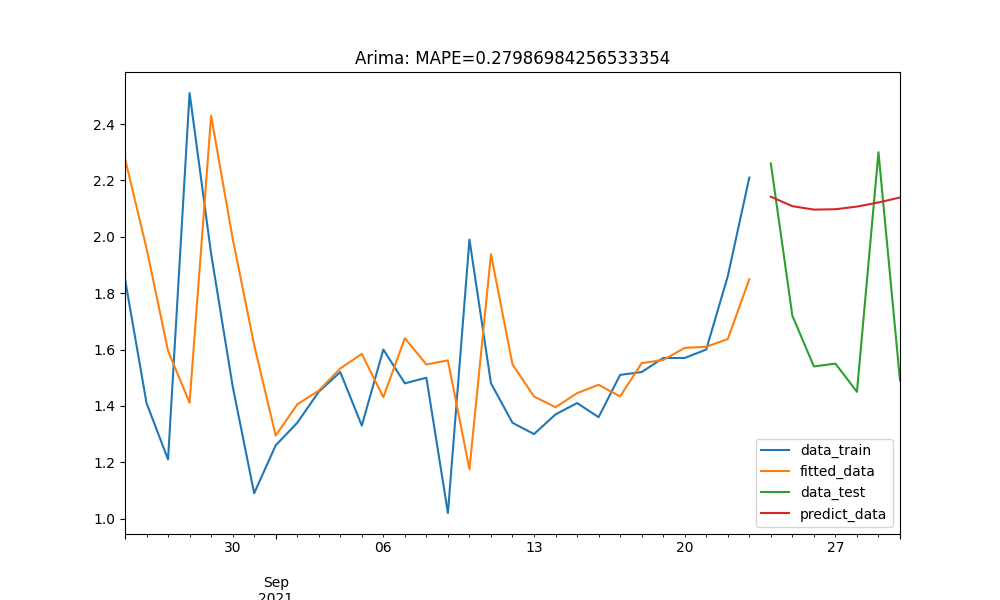 Arima: MAPE=0.27986984256533354
2.4
2.2
2.0
1.8
1.6
1.4
1.2
1.0
data_train
fitted_data
data_test
predict_data
30
06
13
20
27
Sep
2021